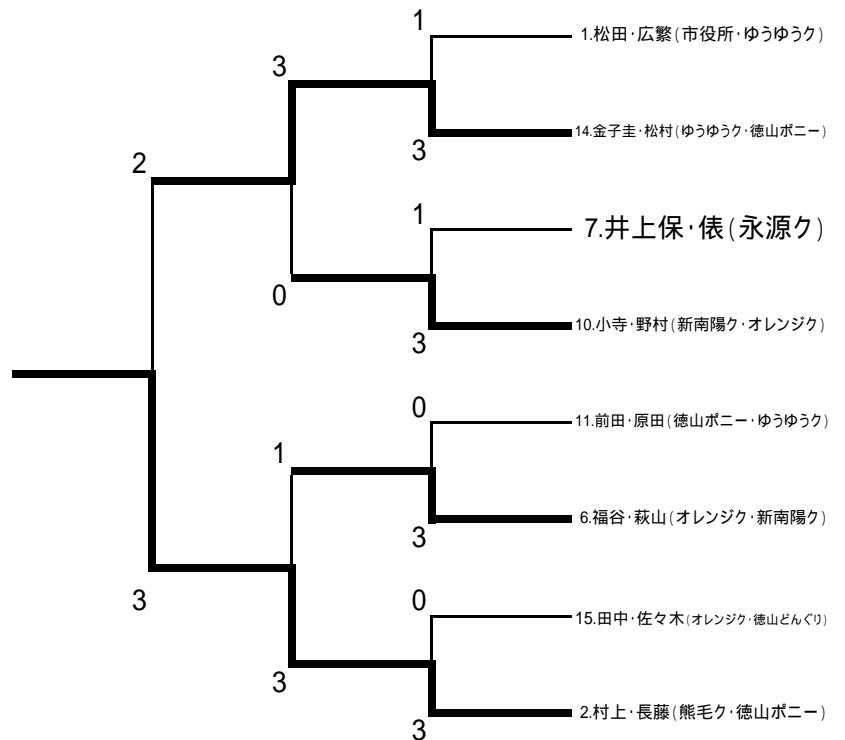 1
1.松田・広繁(市役所・ゆうゆうク)
3
14.金子圭・松村(ゆうゆうク・徳山ポニー)
3
2
1
7.井上保・俵(永源ク)
0
10.小寺・野村(新南陽ク・オレンジク)
3
0
11.前田・原田(徳山ポニー・ゆうゆうク)
1
6.福谷・萩山(オレンジク・新南陽ク)
3
3
0
15.田中・佐々木(オレンジク・徳山どんぐり)
3
2.村上・長藤(熊毛ク・徳山ポニー)
3